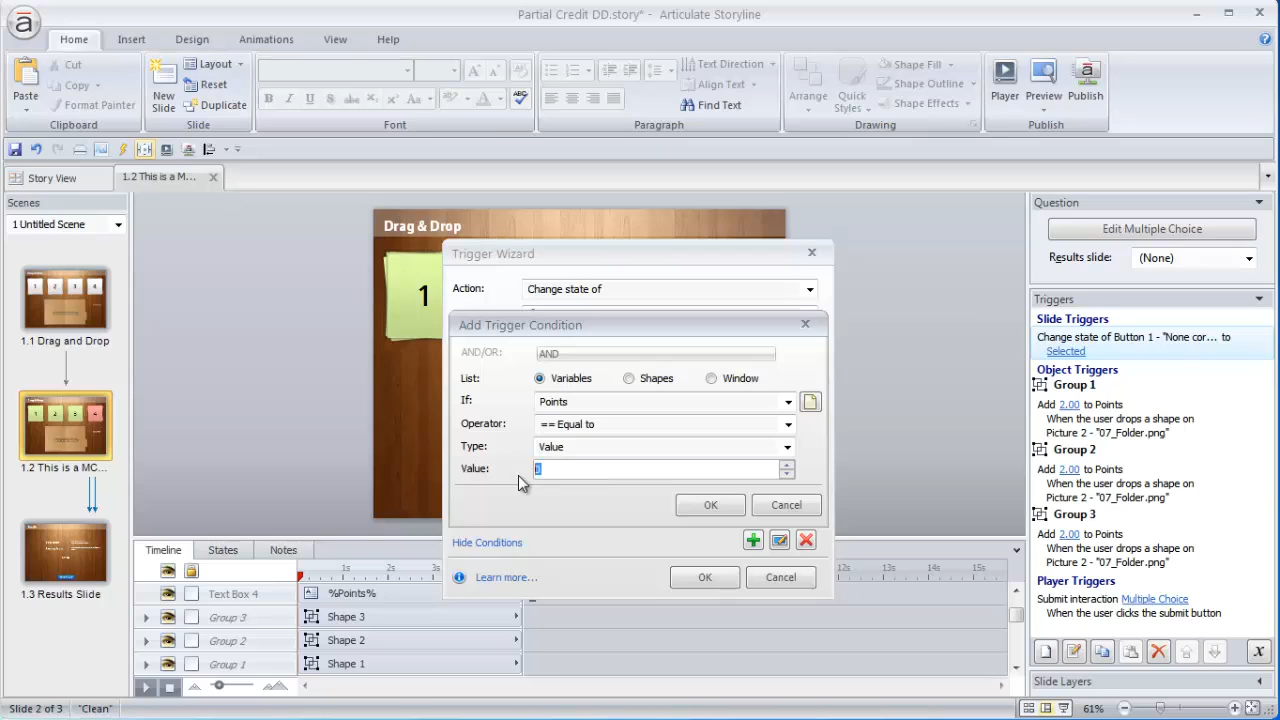 Partial Credit DD.story* - Articulate Storyline
Home
Insert
Design
Animations
View
Help
Paste
Cut
Copy
Format Painter
Clipboard
New Slide
Layout
Reset
Duplicate
Slide
Font
Text Direction
Align Text
Find Text
Paragraph
Arrange
Quick Styles
Shape Fill
Shape Outline
Shape Effects
Drawing
Player
Preview
Publish
Publish
Story View
1.2 This is a M...
Scenes
1 Untitled Scene
1.1 Drag and Drop
1.2 This is a MC...
1.3 Results Slide
Drag & Drop
1
Trigger Wizard
Action:
Change state of
Add Trigger Condition
AND/OR:
AND
List:
Variables
Shapes
Window
If:
Points
Operator:
== Equal to
Type:
Value
Value:
OK
Cancel
Hide Conditions
Learn more...
OK
Cancel
Question
Edit Multiple Choice
Results slide:
(None)
Triggers
Slide Triggers
Change state of Button 1 - "None cor... to
Selected
Object Triggers
Group 1
Add 2.00 to Points
When the user drops a shape on
Picture 2 - "07_Folder.png"
Group 2
Add 2.00 to Points
When the user drops a shape on
Picture 2 - "07_Folder.png"
Group 3
Add 2.00 to Points
When the user drops a shape on
Picture 2 - "07_Folder.png"
Player Triggers
Submit interaction Multiple Choice
When the user clicks the submit button
Slide Layers
Timeline
States
Notes
1s
2s
3s
12s
13s
14s
15s
Text Box 4
%Points%
Group 3
Shape 3
Group 2
Shape 2
Group 1
Shape 1
Slide 2 of 3
"Clean"
61%